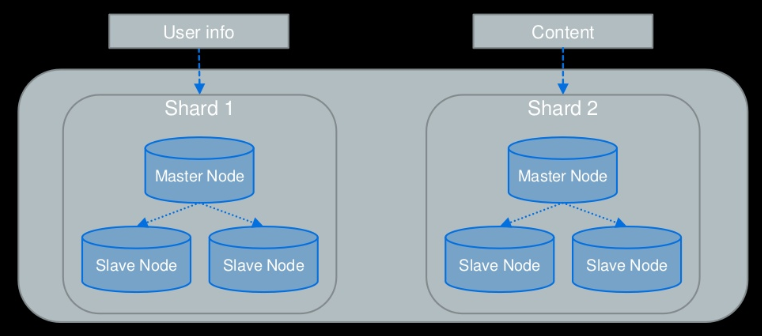 User info
Content
Shard 1
Shard 2
Master Node
Master Node
Slave Node
Slave Node
Slave Node
Slave Node